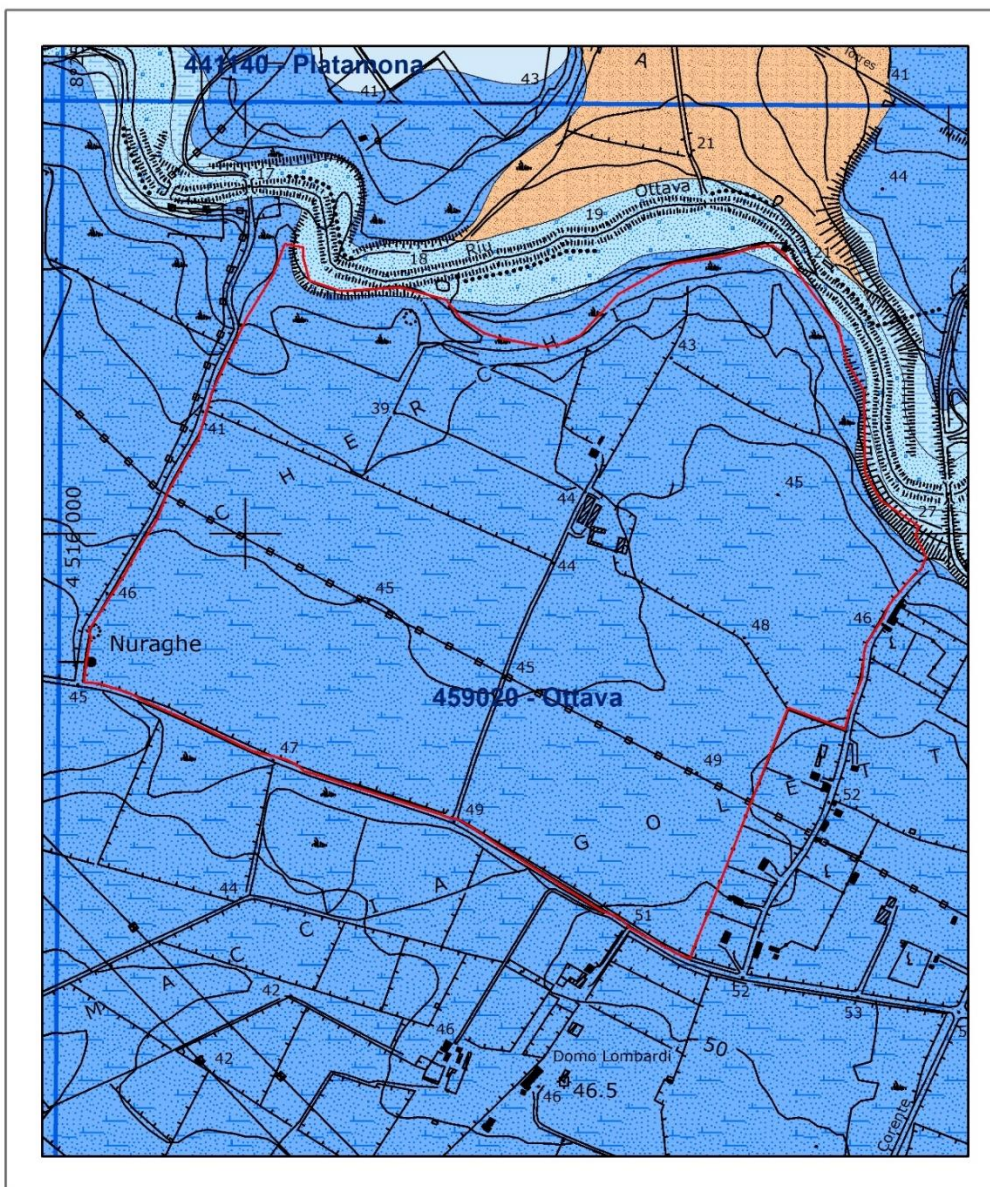 441140 - Platamona
41
43
A
Torres
41
21
44
17
Ottava
19
Riu
18
H
C
43
R
39
E
41
H
45
C
44
27
4 516 000
44
46
45
48
46
Nuraghe
45
45
459020 - Ottava
47
49
T
T
E
L
52
49
O
G
A
51
44
I
C
52
C
A
42
53
M
46
50
42
Domo Lombardi
46
46.5
Corente